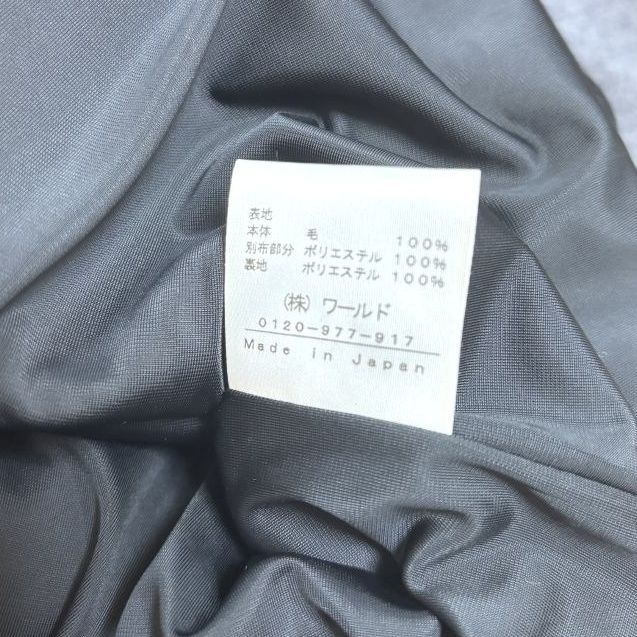 表地
本体 毛 100%
別布部分 ポリエステル 100%
裏地 ポリエステル 100%
(株) ワールド
0120-977-917
Made in Japan